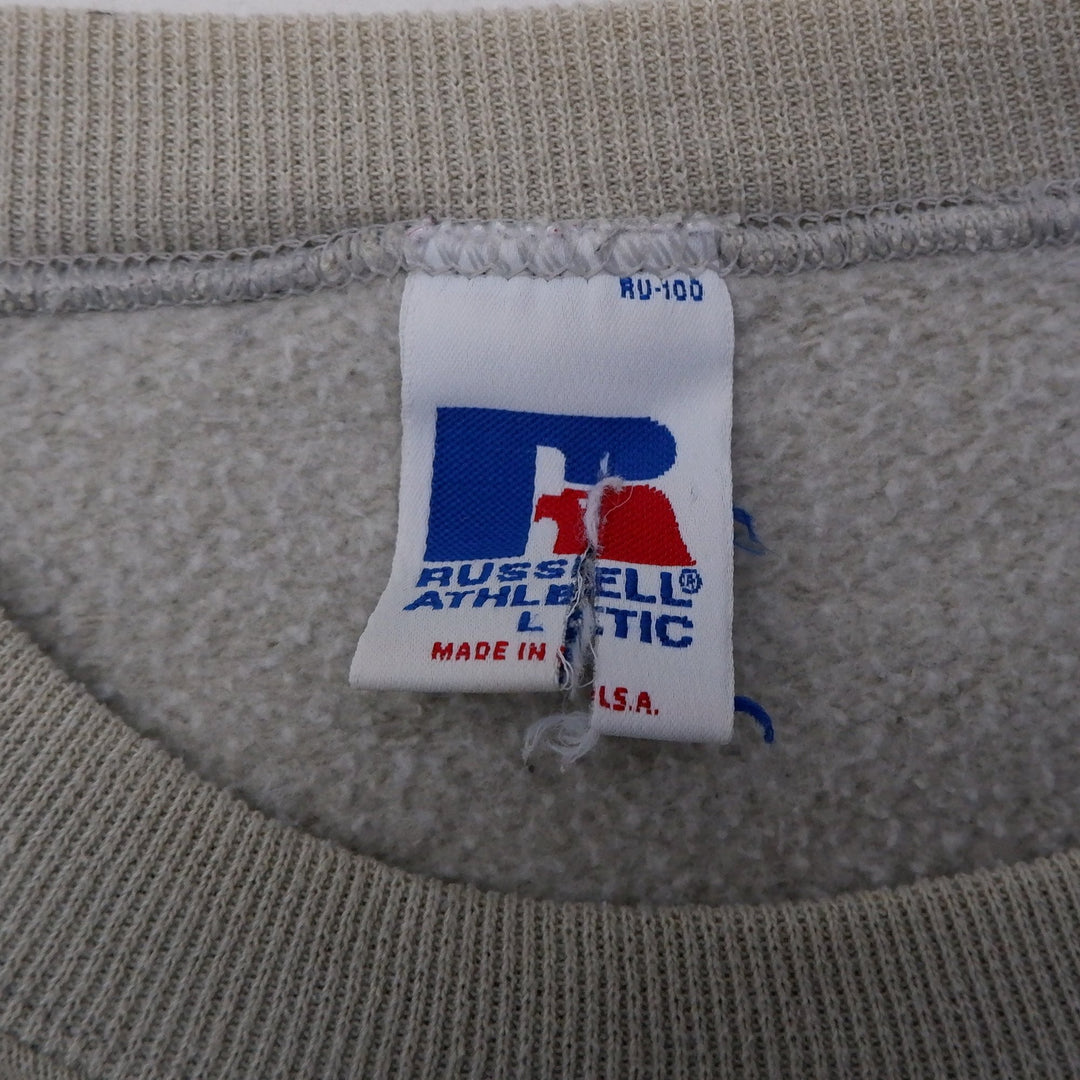 RU-100
RUSSELL®
ATHLETIC
L
MADE IN U.S.A.